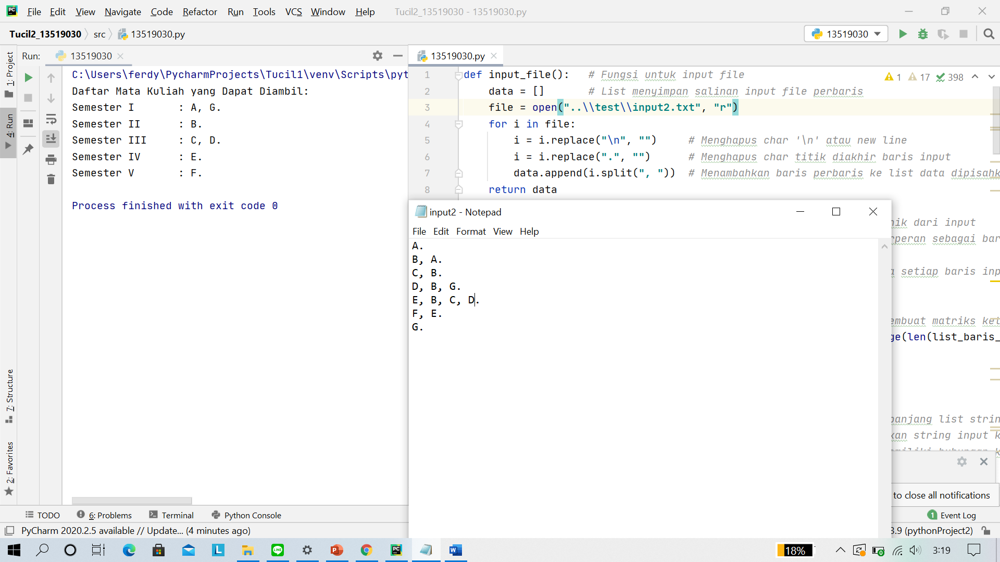 File Edit View Navigate Code Refactor Run Tools VCS Window Help Tucil2_13519030 - 13519030.py
Tucil2_13519030 src 13519030.py
13519030
1: Project
4: Run
7: Structure
2: Favorites
Run: 13519030
C:\Users\ferdy\PycharmProjects\Tucil1\venv\Scripts\pyt
Daftar Mata Kuliah yang Dapat Diambil:
Semester I : A, G.
Semester II : B.
Semester III : C, D.
Semester IV : E.
Semester V : F.
Process finished with exit code 0
13519030.py
1 def input_file(): # Fungsi untuk input file
2 data = [] # List menyimpan salinan input file perbaris
3 file = open("..\\test\\input2.txt", "r")
4 for i in file:
5 i = i.replace("\n", "") # Menghapus char '\n' atau new line
6 i = i.replace(".", "") # Menghapus char titik diakhir baris input
7 data.append(i.split(", ")) # Menambahkan baris perbaris ke list data dipisahk
8 return data
1 17 398
input2 - Notepad
File Edit Format View Help
A.
B, A.
C, B.
D, B, G.
E, B, C, D.
F, E.
G.
nik dari input
rperan sebagai bar
setiap baris inp
embuat matriks ket
ge(len(list_baris_
panjang list strin
kan string input k
to close all notifications
TODO 6: Problems Terminal Python Console
1 Event Log
PyCharm 2020.2.5 available // Update... (4 minutes ago)
3.9 (pythonProject2)
18% 3:19